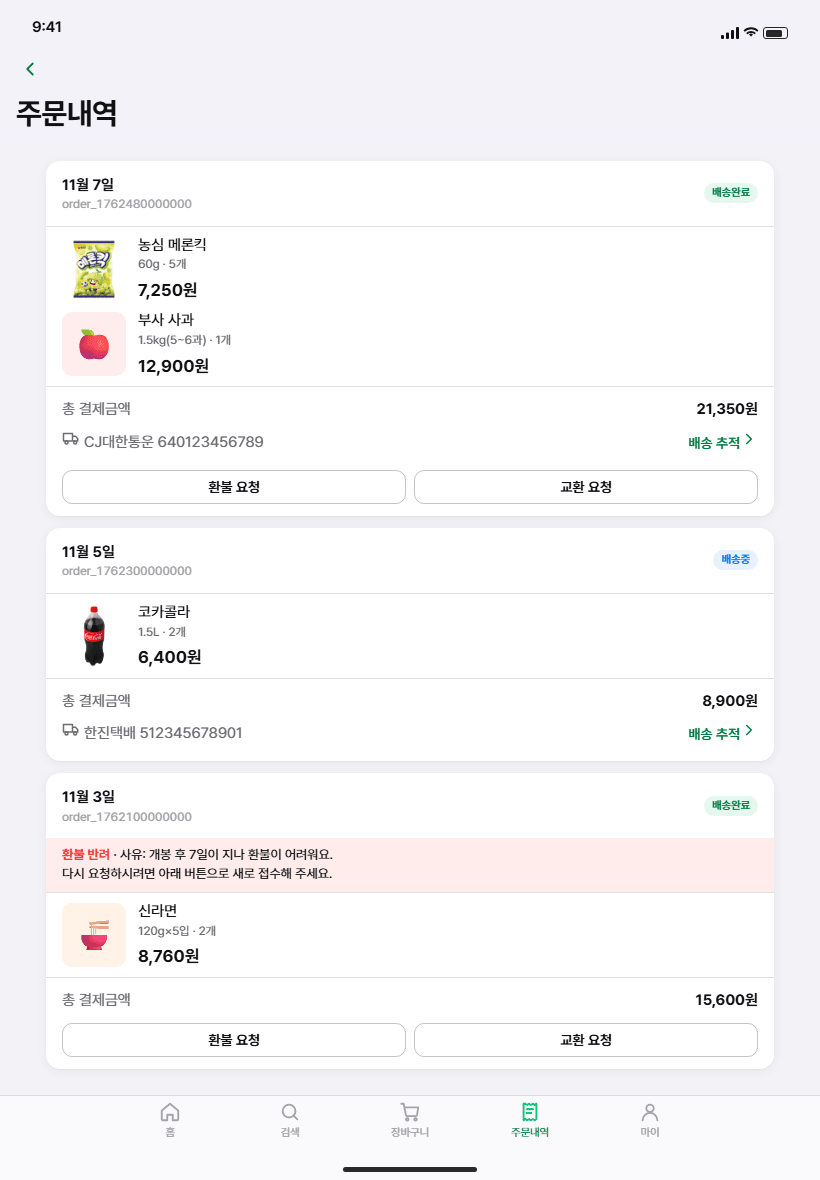 9:41
주문내역
11월 7일
배송완료
order_1762480000000
메론킥
농심 메론킥
60g · 5개
7,250원
부사 사과
1.5kg(5~6과) · 1개
12,900원
총 결제금액
21,350원
CJ대한통운 640123456789
배송 추적
환불 요청
교환 요청
11월 5일
배송중
order_1762300000000
Coca-Cola
코카콜라
1.5L · 2개
6,400원
총 결제금액
8,900원
한진택배 512345678901
배송 추적
11월 3일
배송완료
order_1762100000000
환불 반려 · 사유: 개봉 후 7일이 지나 환불이 어려워요.
다시 요청하시려면 아래 버튼으로 새로 접수해 주세요.
신라면
120g×5입 · 2개
8,760원
총 결제금액
15,600원
환불 요청
교환 요청
홈
검색
장바구니
주문내역
마이